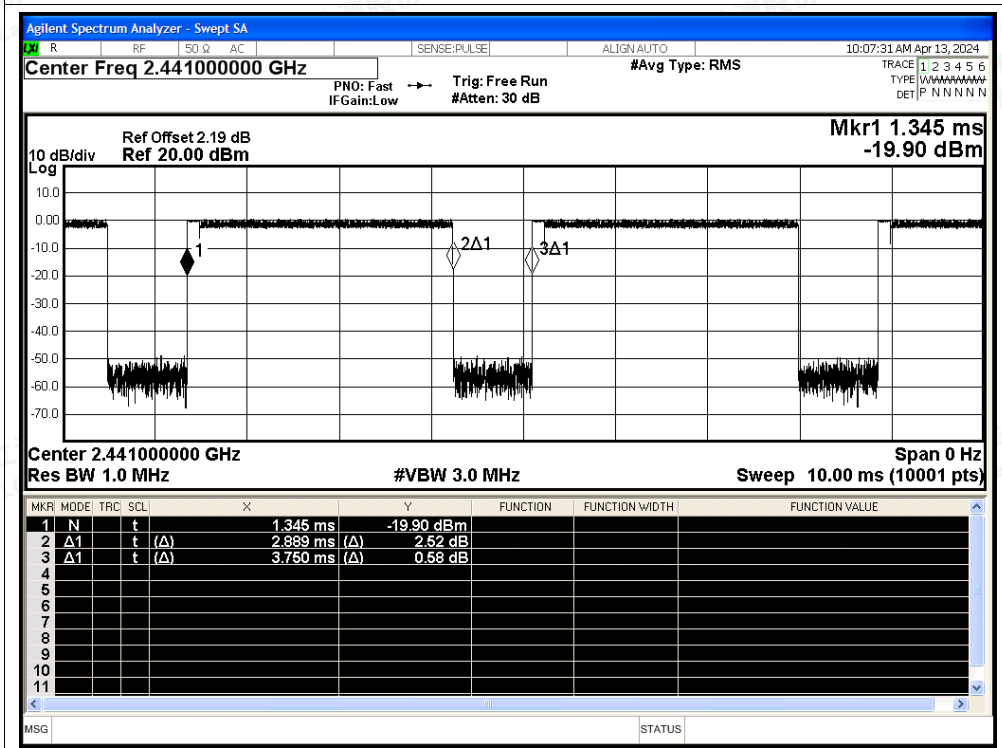 Agilent Spectrum Analyzer - Swept SA
LXI R RF 50 Ω AC SENSE:PULSE ALIGN AUTO 10:07:31 AM Apr 13, 2024
Center Freq 2.441000000 GHz #Avg Type: RMS TRACE 1 2 3 4 5 6
PNO: Fast Trig: Free Run TYPE WWWWWW
IFGain:Low #Atten: 30 dB DET P N N N N N
Mkr1 1.345 ms
Ref Offset 2.19 dB
10 dB/div Ref 20.00 dBm -19.90 dBm
Log
10.0
0.00
1 2Δ1 3Δ1
-10.0
-20.0
-30.0
-40.0
-50.0
-60.0
-70.0
Center 2.441000000 GHz Span 0 Hz
Res BW 1.0 MHz #VBW 3.0 MHz Sweep 10.00 ms (10001 pts)
MKR MODE TRC SCL X Y FUNCTION FUNCTION WIDTH FUNCTION VALUE
1 N t 1.345 ms -19.90 dBm
2 Δ1 t (Δ) 2.889 ms (Δ) 2.52 dB
3 Δ1 t (Δ) 3.750 ms (Δ) 0.58 dB
4
5
6
7
8
9
10
11
MSG STATUS